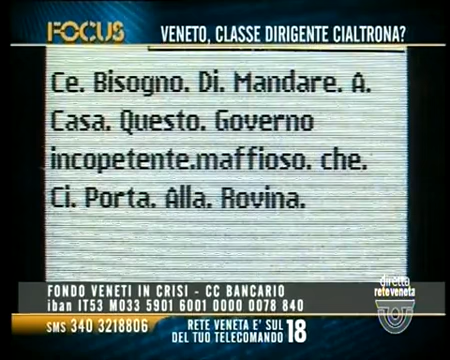 FOCUS
VENETO, CLASSE DIRIGENTE CIALTRONA?
Ce. Bisogno. Di. Mandare. A.
Casa. Questo. Governo
incopetente.maffioso. che.
Ci. Porta. Alla. Rovina.
diretta
reteveneta
FONDO VENETI IN CRISI - CC BANCARIO
iban IT53 M033 5901 6001 0000 0078 840
SMS 340 3218806
RETE VENETA E' SUL 18
DEL TUO TELECOMANDO